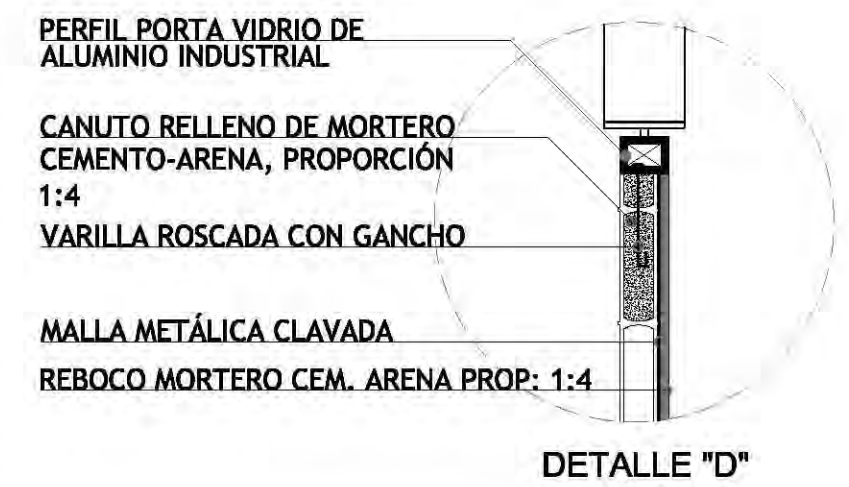 PERFIL PORTA VIDRIO DE
ALUMINIO INDUSTRIAL
CANUTO RELLENO DE MORTERO
CEMENTO-ARENA, PROPORCIÓN
1:4
VARILLA ROSCADA CON GANCHO
MALLA METÁLICA CLAVADA
REBOCO MORTERO CEM. ARENA PROP: 1:4
DETALLE "D"